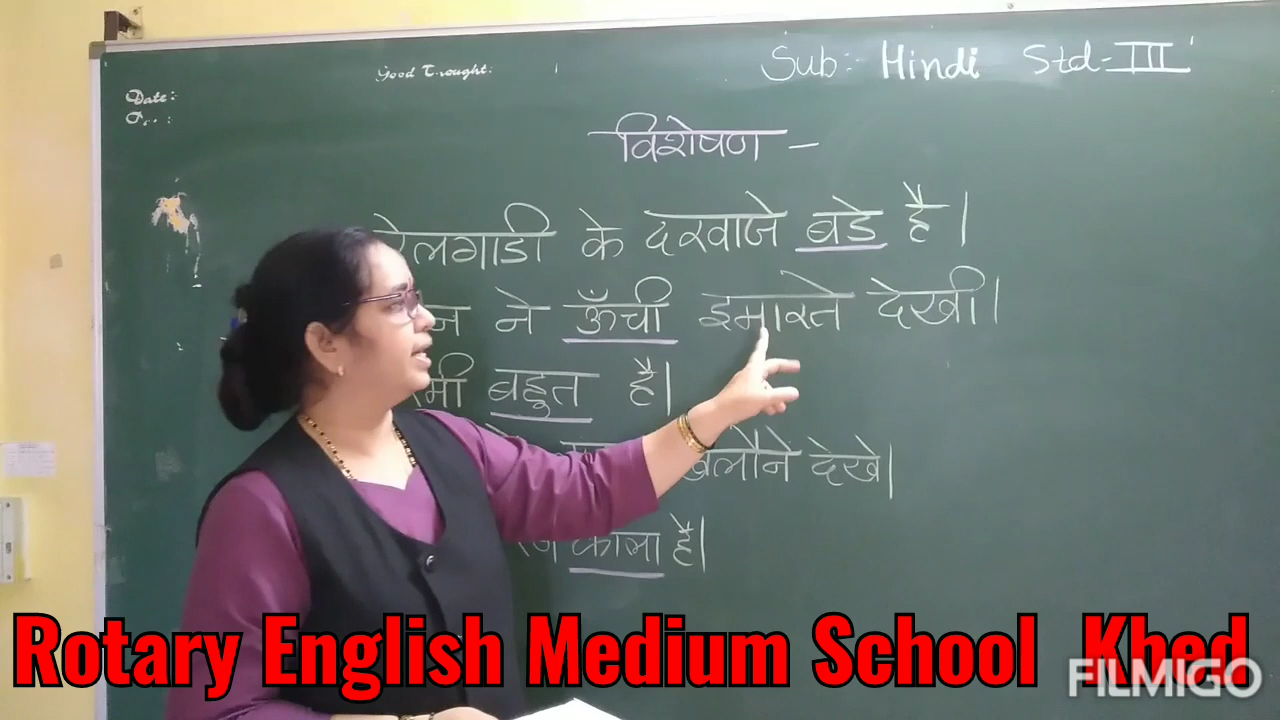 Sub:- Hindi Std-III
Good Thought:
Date:-
विशेषण -
रेलगाडी के दरवाजे बडे है।
ने ऊँची इमारते देखी।
बहुत है।
देखे।
काला है।
Rotary English Medium School Khed
FILMIGO